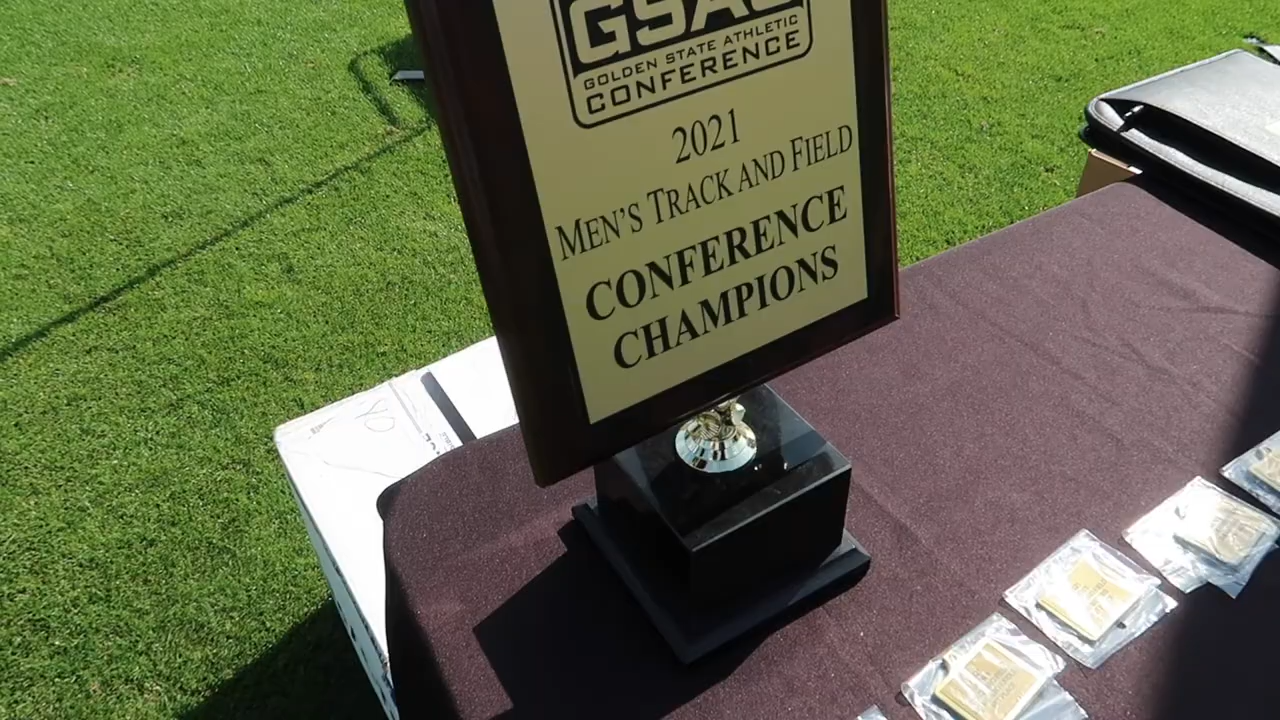 GSAC
GOLDEN STATE ATHLETIC
CONFERENCE
2021
MEN'S TRACK AND FIELD
CONFERENCE
CHAMPIONS